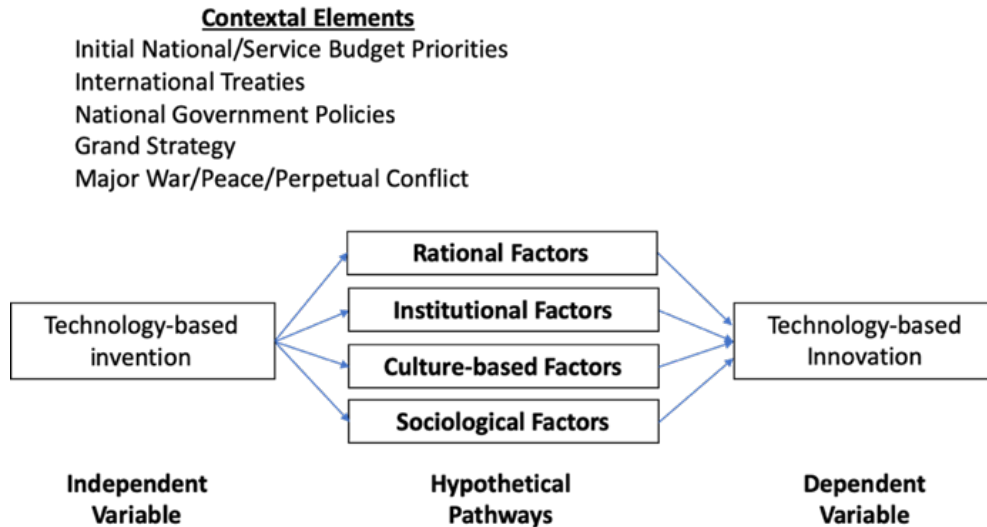 Contextal Elements
Initial National/Service Budget Priorities
International Treaties
National Government Policies
Grand Strategy
Major War/Peace/Perpetual Conflict
Rational Factors
Institutional Factors
Culture-based Factors
Sociological Factors
Technology-based
invention
Technology-based
Innovation
Independent
Variable
Hypothetical
Pathways
Dependent
Variable